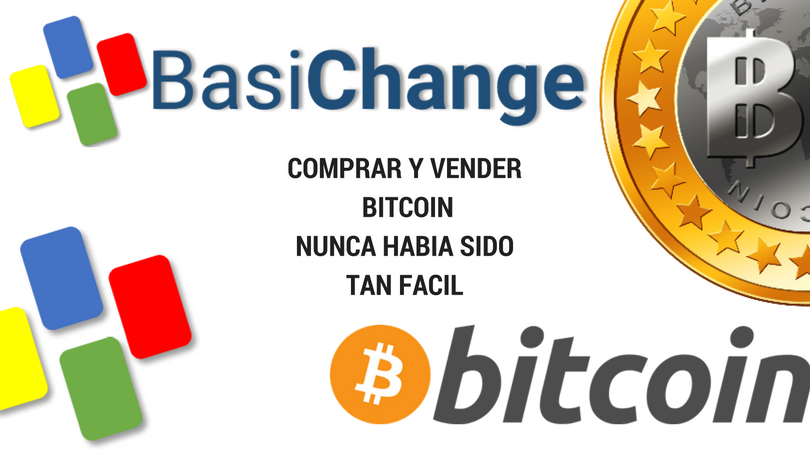 BasiChange
COMPRAR Y VENDER
BITCOIN
NUNCA HABIA SIDO
TAN FACIL
bitcoin